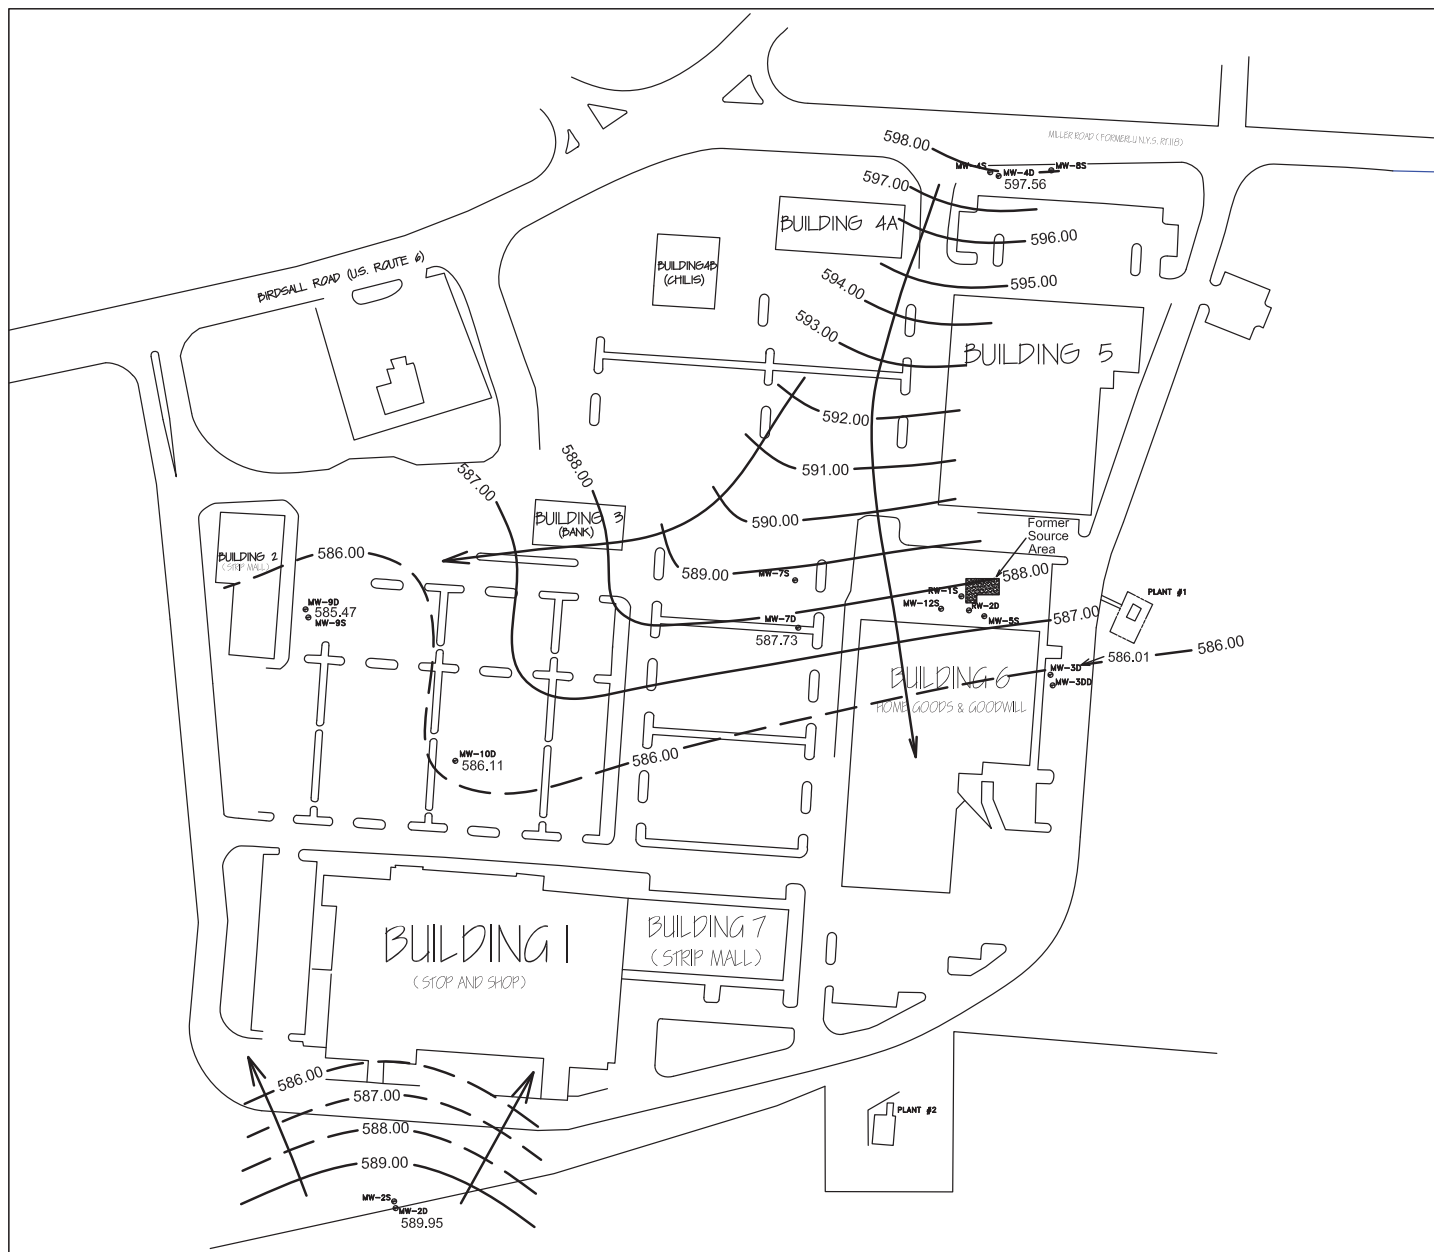 MILLER ROAD (FORMERLU N.Y.S. RT.118)
598.00
MW-4S
MW-8S
MW-4D
597.56
597.00
BUILDING 4A
596.00
BUILDING4B
(CHILIS)
BIRDSALL ROAD (U.S. ROUTE 6)
595.00
594.00
593.00
BUILDING 5
592.00
591.00
587.00
588.00
590.00
BUILDING 3
(BANK)
Former
Source
Area
586.00
BUILDING 2
(STRIP MALL)
589.00
MW-7S
588.00
RW-1S
PLANT #1
MW-9D
585.47
MW-9S
MW-12S
RW-2D
MW-5S
587.00
MW-7D
587.73
586.01
586.00
MW-3D
MW-3DD
BUILDING 6
HOME GOODS & GOODWILL
MW-10D
586.11
586.00
BUILDING 1
(STOP AND SHOP)
BUILDING 7
(STRIP MALL)
586.00
587.00
PLANT #2
588.00
589.00
MW-2S
MW-2D
589.95